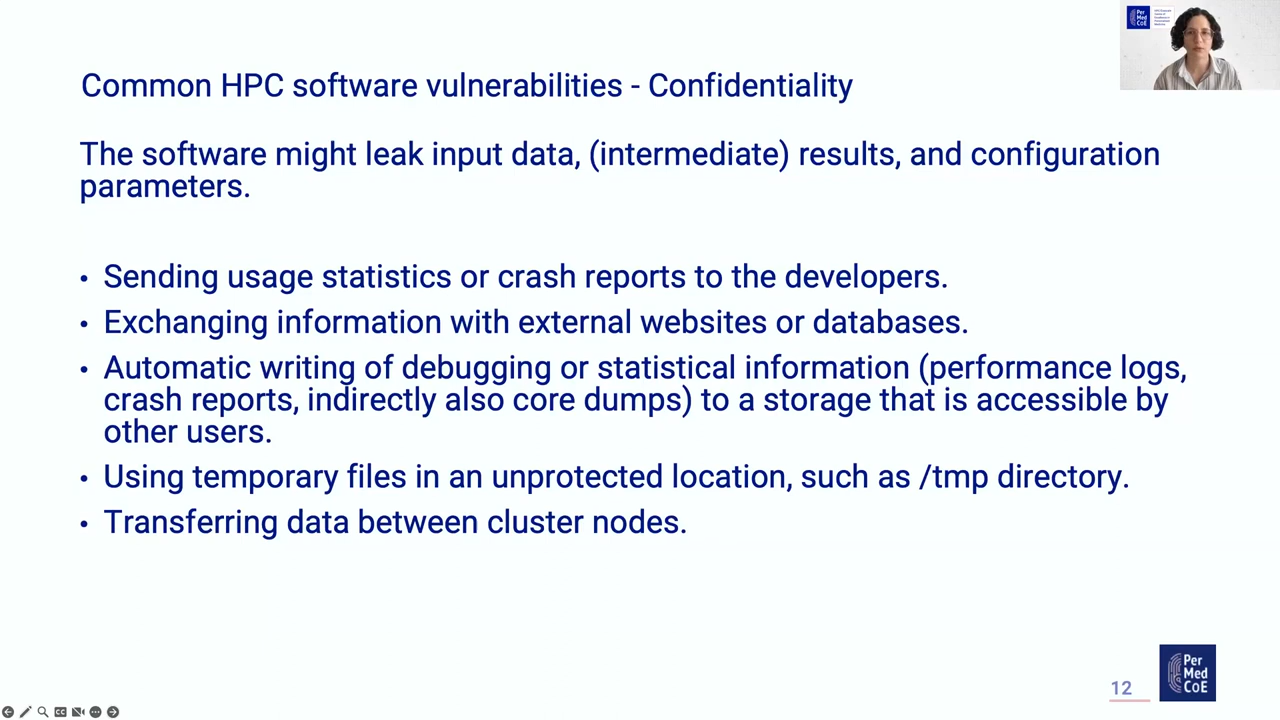 Common HPC software vulnerabilities - Confidentiality
The software might leak input data, (intermediate) results, and configuration
parameters.
• Sending usage statistics or crash reports to the developers.
• Exchanging information with external websites or databases.
• Automatic writing of debugging or statistical information (performance logs,
crash reports, indirectly also core dumps) to a storage that is accessible by
other users.
• Using temporary files in an unprotected location, such as /tmp directory.
• Transferring data between cluster nodes.
12
Per
Med
CoE
Per
Med
CoE